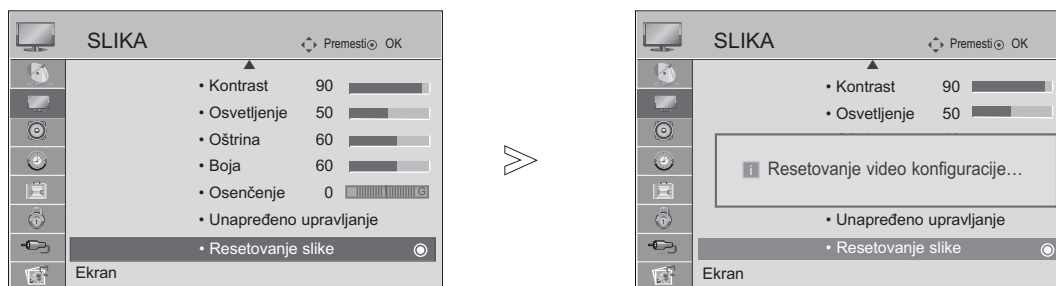 SLIKA
Premesti OK
• Kontrast 90
• Osvetljenje 50
• Oštrina 60
• Boja 60
• Osenčenje 0 G
• Unapređeno upravljanje
• Resetovanje slike
Ekran
SLIKA
Premesti OK
• Kontrast 90
• Osvetljenje 50
i Resetovanje video konfiguracije...
• Unapređeno upravljanje
• Resetovanje slike
Ekran